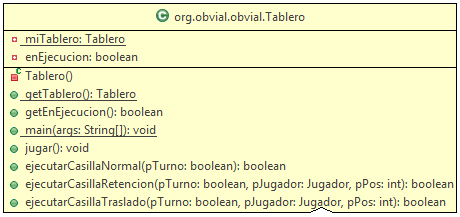 org.obvial.obvial.Tablero
miTablero: Tablero
enEjecucion: boolean
Tablero()
getTablero(): Tablero
getEnEjecucion(): boolean
main(args: String[]): void
jugar(): void
ejecutarCasillaNormal(pTurno: boolean): boolean
ejecutarCasillaRetencion(pTurno: boolean, pJugador: Jugador, pPos: int): boolean
ejecutarCasillaTraslado(pTurno: boolean, pJugador: Jugador, pPos: int): boolean